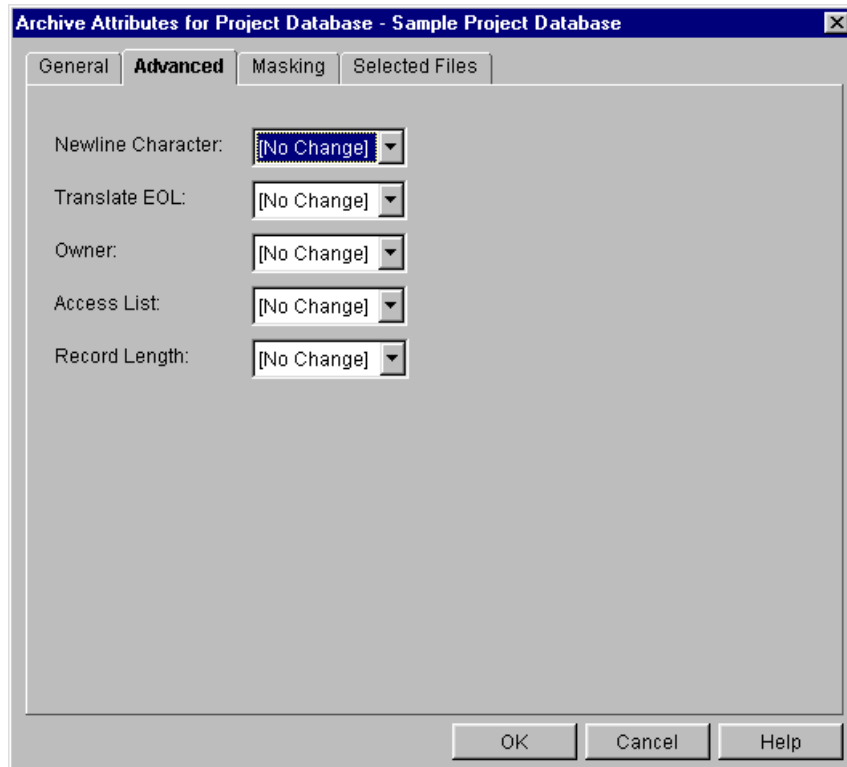 Archive Attributes for Project Database - Sample Project Database
General Advanced Masking Selected Files
Newline Character: [No Change]
Translate EOL: [No Change]
Owner: [No Change]
Access List: [No Change]
Record Length: [No Change]
OK Cancel Help